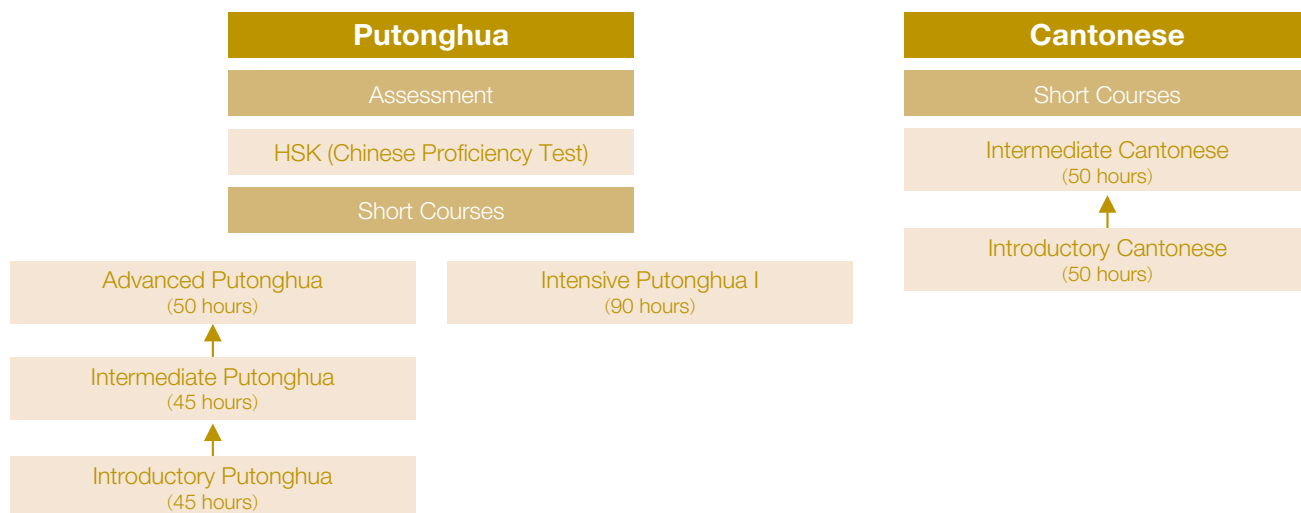 Putonghua
Assessment
HSK (Chinese Proficiency Test)
Short Courses
Advanced Putonghua
(50 hours)
Intermediate Putonghua
(45 hours)
Introductory Putonghua
(45 hours)
Intensive Putonghua I
(90 hours)
Cantonese
Short Courses
Intermediate Cantonese
(50 hours)
Introductory Cantonese
(50 hours)